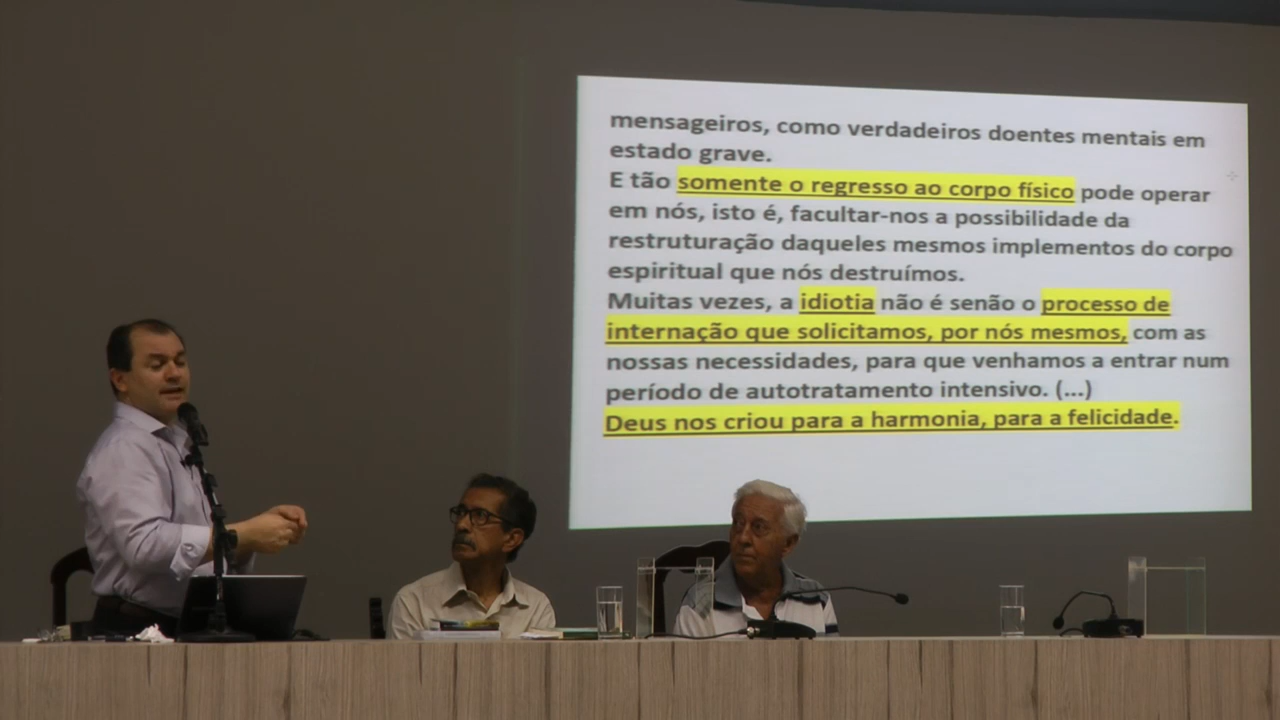 mensageiros, como verdadeiros doentes mentais em
estado grave.
E tão somente o regresso ao corpo físico pode operar
em nós, isto é, facultar-nos a possibilidade da
restruturação daqueles mesmos implementos do corpo
espiritual que nós destruímos.
Muitas vezes, a idiotia não é senão o processo de
internação que solicitamos, por nós mesmos, com as
nossas necessidades, para que venhamos a entrar num
período de autotratamento intensivo. (...)
Deus nos criou para a harmonia, para a felicidade.